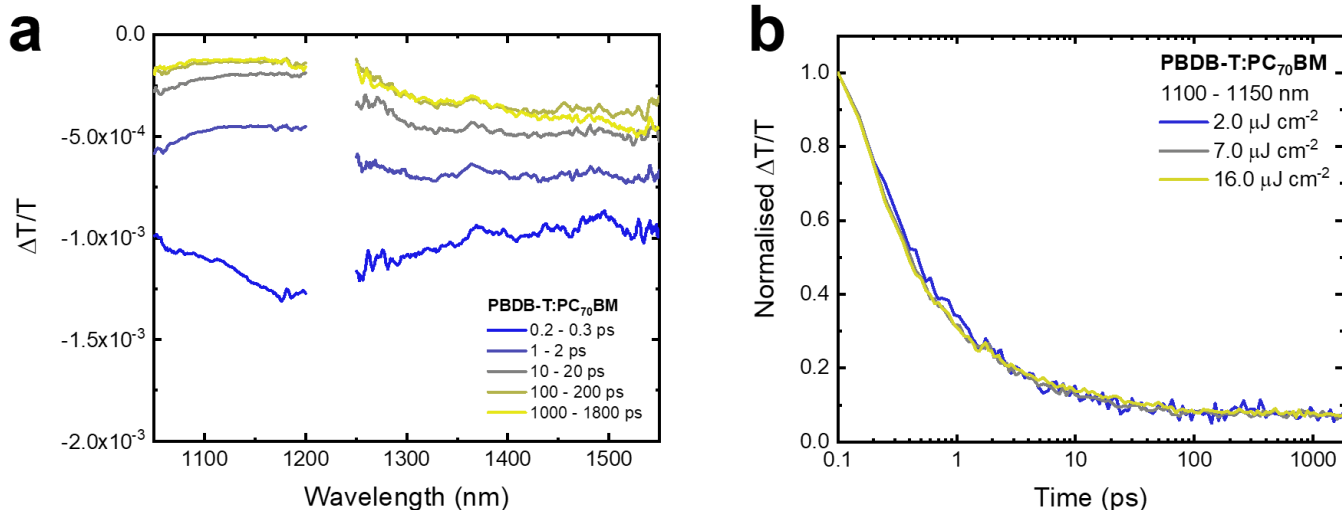 a
0.0
-5.0x10⁻⁴
-1.0x10⁻³
-1.5x10⁻³
-2.0x10⁻³
ΔT/T
1100 1200 1300 1400 1500
Wavelength (nm)
PBDB-T:PC₇₀BM
0.2 - 0.3 ps
1 - 2 ps
10 - 20 ps
100 - 200 ps
1000 - 1800 ps
b
1.0
0.8
0.6
0.4
0.2
0.0
Normalised ΔT/T
0.1 1 10 100 1000
Time (ps)
PBDB-T:PC₇₀BM
1100 - 1150 nm
2.0 μJ cm⁻²
7.0 μJ cm⁻²
16.0 μJ cm⁻²